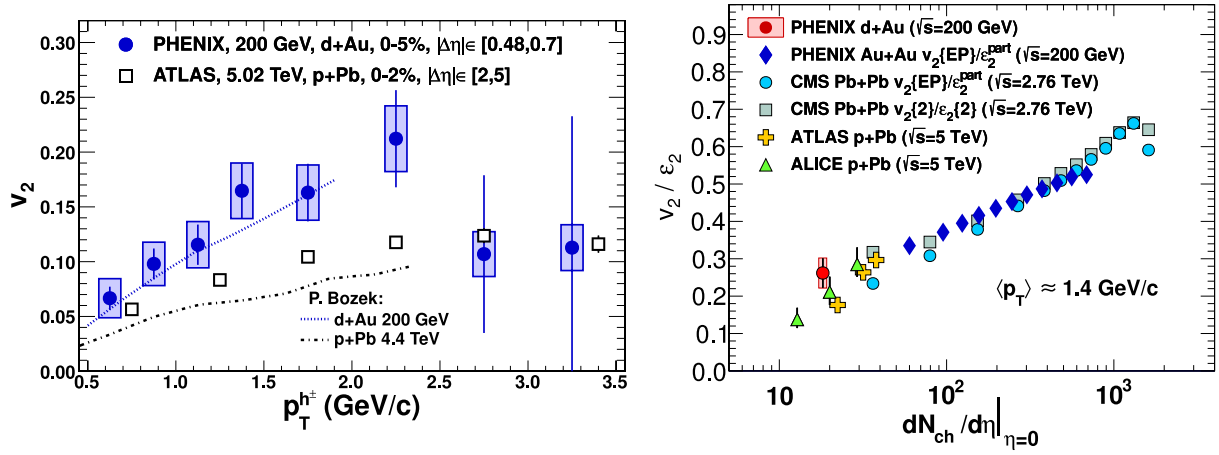 PHENIX, 200 GeV, d+Au, 0-5%, |Δη|∈ [0.48,0.7]
ATLAS, 5.02 TeV, p+Pb, 0-2%, |Δη|∈ [2,5]
0.35
0.30
0.25
0.20
0.15
0.10
0.05
0.00
v2
P. Bozek:
d+Au 200 GeV
p+Pb 4.4 TeV
0.5 1.0 1.5 2.0 2.5 3.0 3.5
p_T^{h±} (GeV/c)
PHENIX d+Au (√s=200 GeV)
PHENIX Au+Au v2{EP}/ε2^part (√s=200 GeV)
CMS Pb+Pb v2{EP}/ε2^part (√s=2.76 TeV)
CMS Pb+Pb v2{2}/ε2{2} (√s=2.76 TeV)
ATLAS p+Pb (√s=5 TeV)
ALICE p+Pb (√s=5 TeV)
0.9
0.8
0.7
0.6
0.5
0.4
0.3
0.2
0.1
0.0
v2 / ε2
⟨pT⟩ ≈ 1.4 GeV/c
10 10² 10³
dNch/dη|η=0